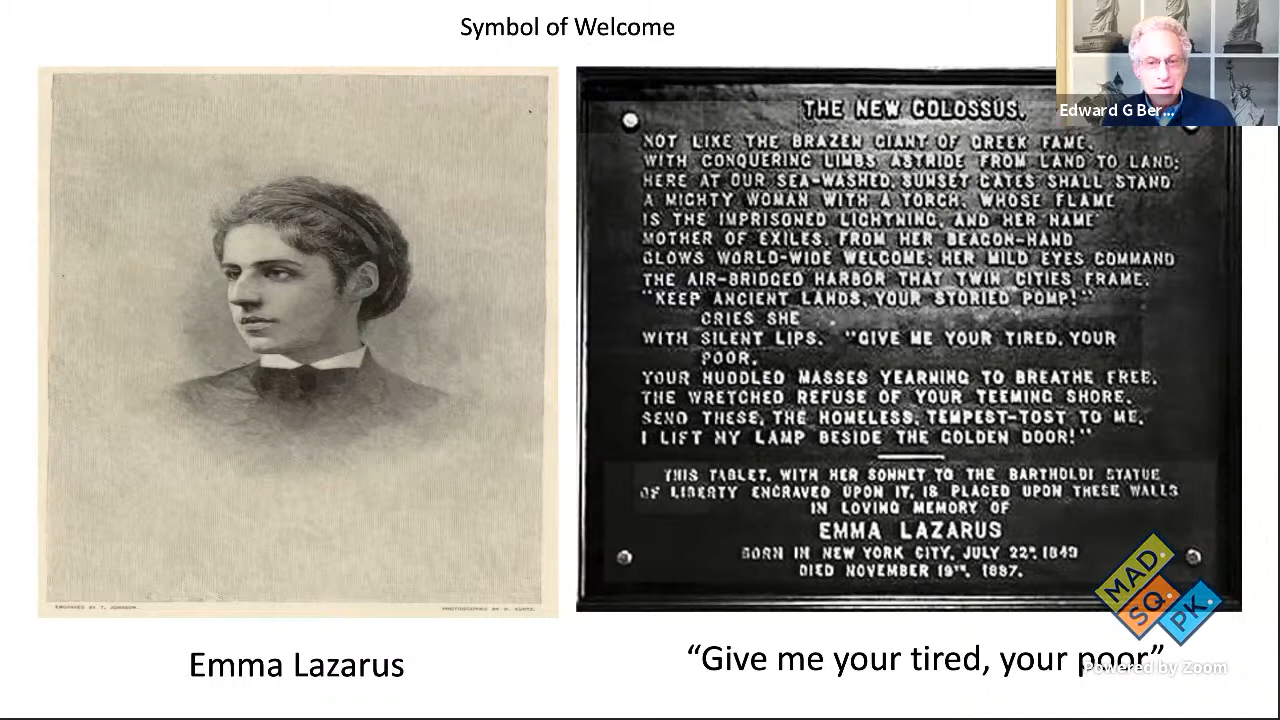 Symbol of Welcome
Edward G Ber...
THE NEW COLOSSUS.
NOT LIKE THE BRAZEN GIANT OF GREEK FAME,
WITH CONQUERING LIMBS ASTRIDE FROM LAND TO LAND;
HERE AT OUR SEA-WASHED, SUNSET GATES SHALL STAND
A MIGHTY WOMAN WITH A TORCH, WHOSE FLAME
IS THE IMPRISONED LIGHTNING, AND HER NAME
MOTHER OF EXILES. FROM HER BEACON-HAND
GLOWS WORLD-WIDE WELCOME; HER MILD EYES COMMAND
THE AIR-BRIDGED HARBOR THAT TWIN CITIES FRAME.
"KEEP ANCIENT LANDS, YOUR STORIED POMP!"
CRIES SHE
WITH SILENT LIPS. "GIVE ME YOUR TIRED, YOUR
POOR,
YOUR HUDDLED MASSES YEARNING TO BREATHE FREE,
THE WRETCHED REFUSE OF YOUR TEEMING SHORE.
SEND THESE, THE HOMELESS, TEMPEST-TOST TO ME,
I LIFT MY LAMP BESIDE THE GOLDEN DOOR!"
THIS TABLET, WITH HER SONNET TO THE BARTHOLDI STATUE
OF LIBERTY ENGRAVED UPON IT, IS PLACED UPON THESE WALLS
IN LOVING MEMORY OF
EMMA LAZARUS
BORN IN NEW YORK CITY, JULY 22ᴰ, 1849
DIED NOVEMBER 19ᵀᴴ, 1887.
ENGRAVED BY T. JOHNSON.
PHOTOGRAPHED BY W. KURTZ.
MAD.
SQ.
PK.
Emma Lazarus
“Give me your tired, your poor”
Powered by Zoom